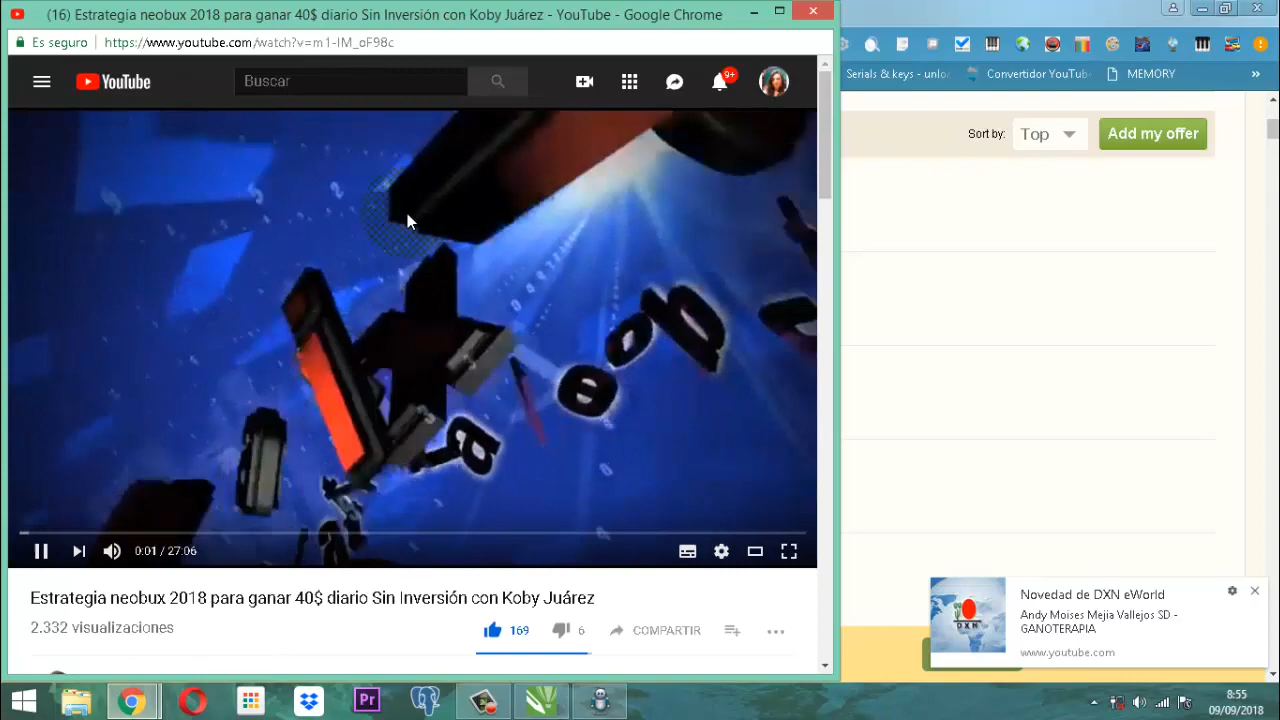 (16) Estrategia neobux 2018 para ganar 40$ diario Sin Inversión con Koby Juárez - YouTube - Google Chrome
Es seguro
https://www.youtube.com/watch?v=m1-IM_oF98c
Serials & keys - unlo
Convertidor YouTube
MEMORY
»
YouTube
Buscar
9+
Sort by:
Top
Add my offer
0:01 / 27:06
Estrategia neobux 2018 para ganar 40$ diario Sin Inversión con Koby Juárez
2.332 visualizaciones
169
6
COMPARTIR
DXN
Novedad de DXN eWorld
Andy Moises Mejia Vallejos SD -
GANOTERAPIA
www.youtube.com
Pr
8:55
09/09/2018